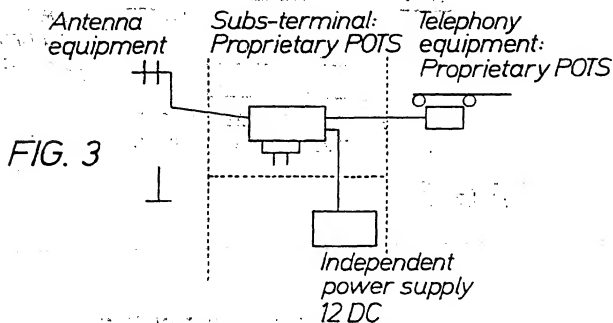 Antenna
equipment
Subs-terminal:
Proprietary POTS
Telephony
equipment:
Proprietary POTS
FIG. 3
Independent
power supply
12 DC